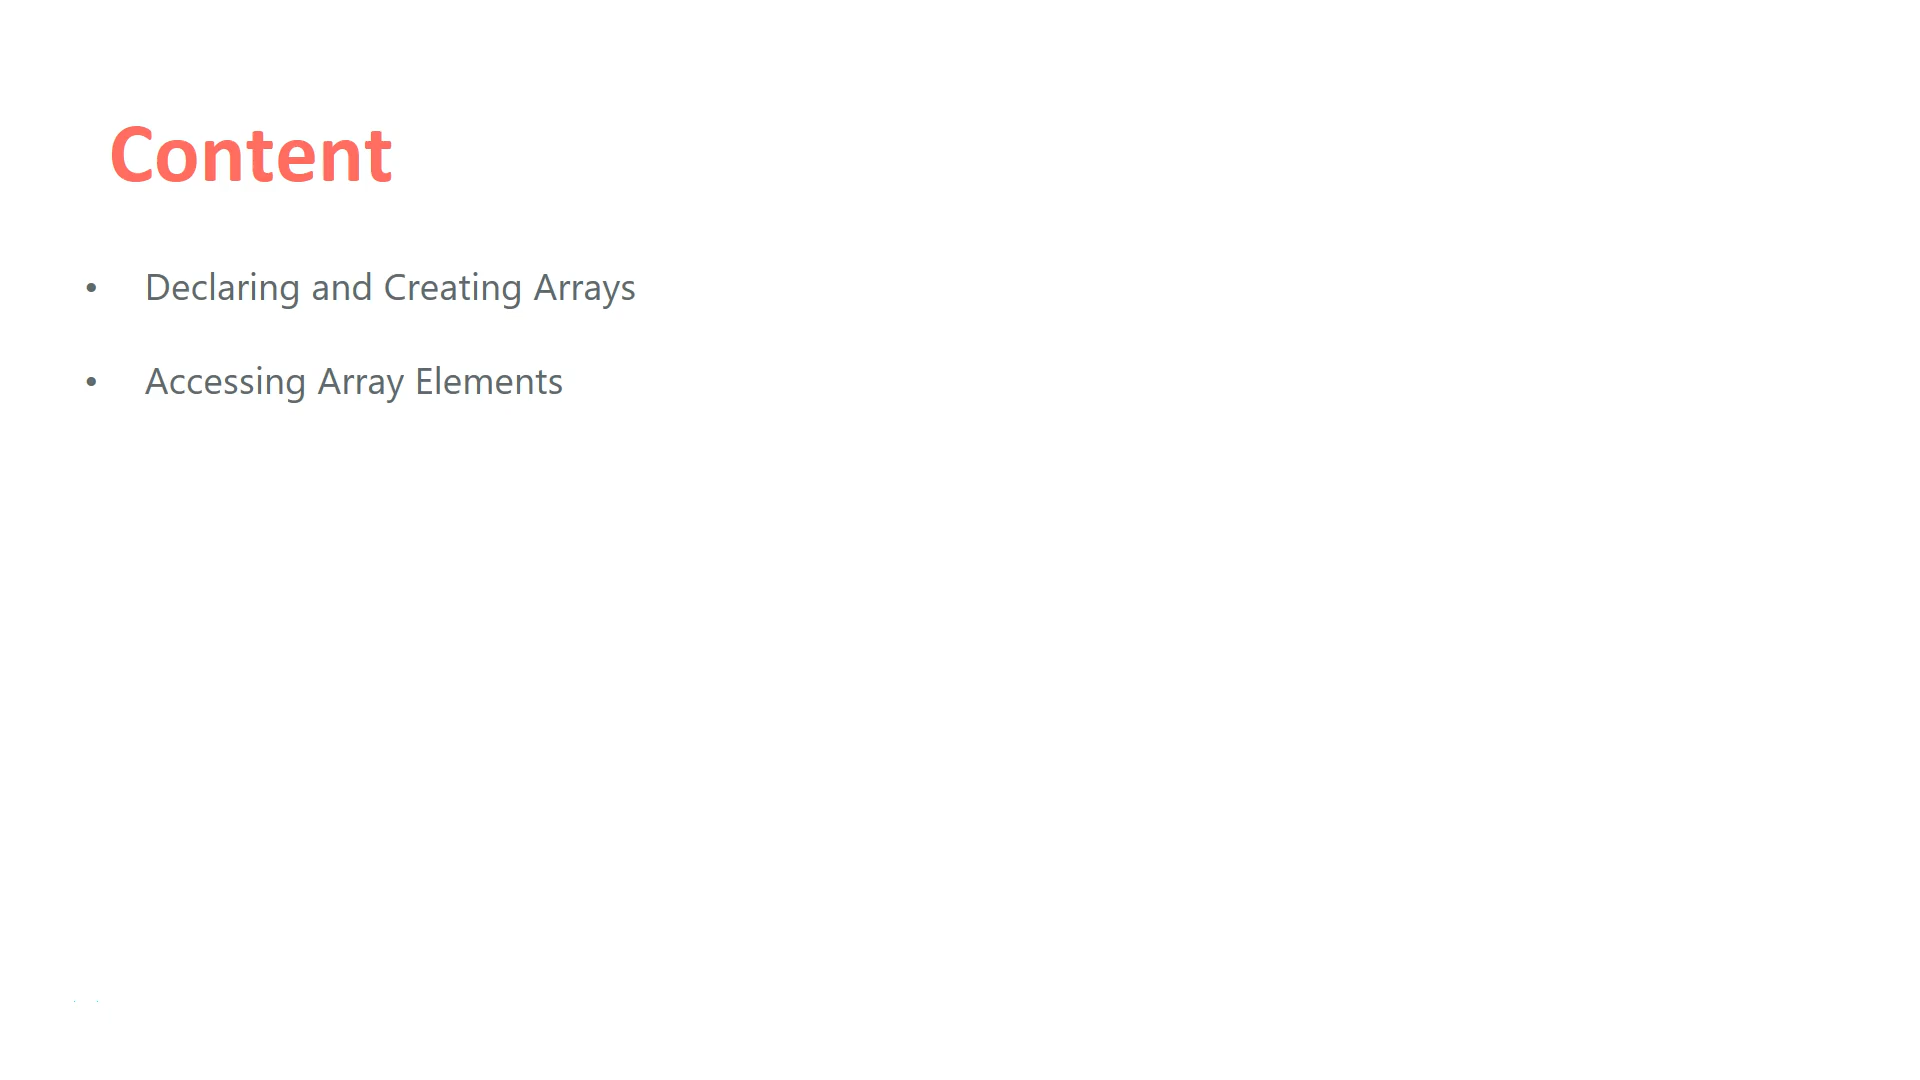 Content
• Declaring and Creating Arrays
• Accessing Array Elements